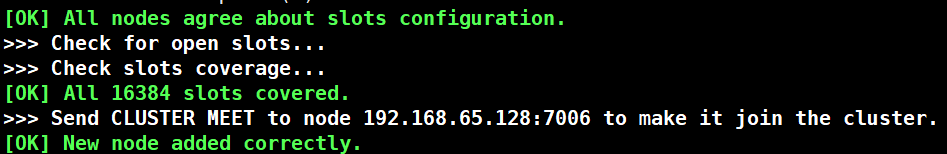 [OK] All nodes agree about slots configuration.
>>> Check for open slots...
>>> Check slots coverage...
[OK] All 16384 slots covered.
>>> Send CLUSTER MEET to node 192.168.65.128:7006 to make it join the cluster.
[OK] New node added correctly.